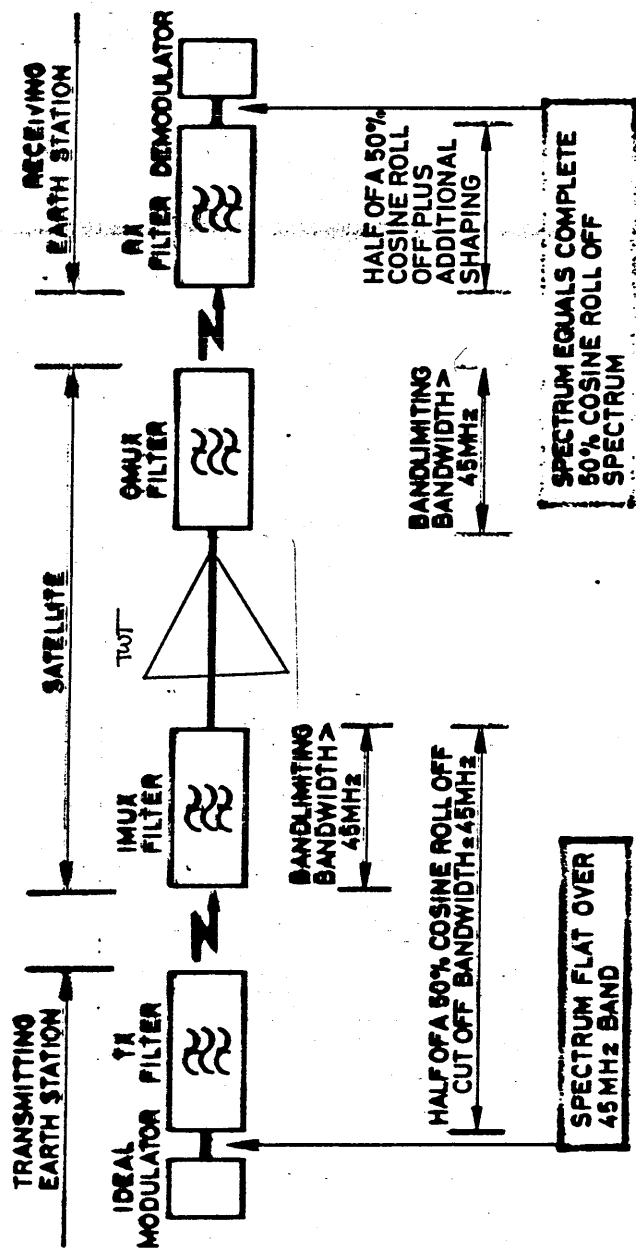 TRANSMITTING
EARTH STATION
SATELLITE
RECEIVING
EARTH STATION
IDEAL
MODULATOR
TX
FILTER
IMUX
FILTER
TWT
OMUX
FILTER
RX
FILTER
DEMODULATOR
BANDLIMITING
BANDWIDTH>
45MHz
BANDLIMITING
BANDWIDTH>
45MHz
HALF OF A 50%
COSINE ROLL
OFF PLUS
ADDITIONAL
SHAPING
HALF OF A 50% COSINE ROLL OFF
CUT OFF BANDWIDTH=45MHz
SPECTRUM FLAT OVER
45 MHz BAND
SPECTRUM EQUALS COMPLETE
50% COSINE ROLL OFF
SPECTRUM